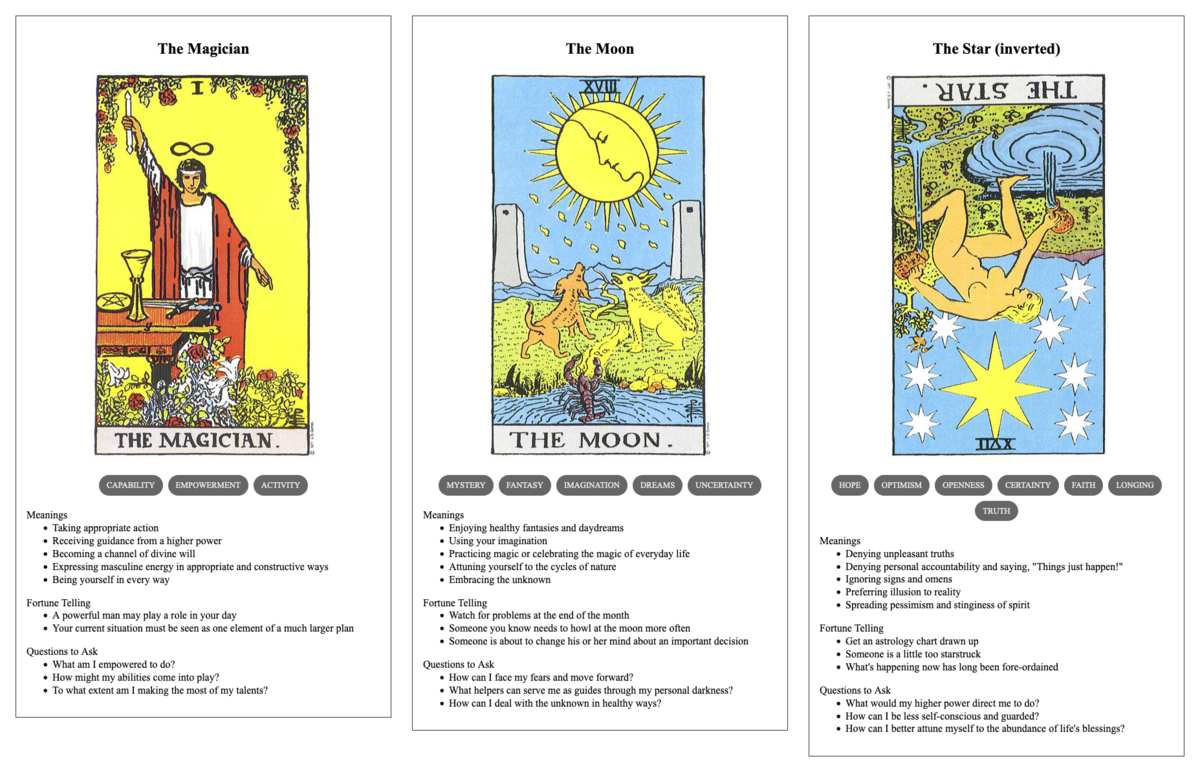 The Magician
I
THE MAGICIAN.
CAPABILITY
EMPOWERMENT
ACTIVITY
Meanings
Taking appropriate action
Receiving guidance from a higher power
Becoming a channel of divine will
Expressing masculine energy in appropriate and constructive ways
Being yourself in every way
Fortune Telling
A powerful man may play a role in your day
Your current situation must be seen as one element of a much larger plan
Questions to Ask
What am I empowered to do?
How might my abilities come into play?
To what extent am I making the most of my talents?
The Moon
XVIII
THE MOON.
MYSTERY
FANTASY
IMAGINATION
DREAMS
UNCERTAINTY
Meanings
Enjoying healthy fantasies and daydreams
Using your imagination
Practicing magic or celebrating the magic of everyday life
Attuning yourself to the cycles of nature
Embracing the unknown
Fortune Telling
Watch for problems at the end of the month
Someone you know needs to howl at the moon more often
Someone is about to change his or her mind about an important decision
Questions to Ask
How can I face my fears and move forward?
What helpers can serve me as guides through my personal darkness?
How can I deal with the unknown in healthy ways?
The Star (inverted)
THE STAR.
XVII
HOPE
OPTIMISM
OPENNESS
CERTAINTY
FAITH
LONGING
TRUTH
Meanings
Denying unpleasant truths
Denying personal accountability and saying, "Things just happen!"
Ignoring signs and omens
Preferring illusion to reality
Spreading pessimism and stinginess of spirit
Fortune Telling
Get an astrology chart drawn up
Someone is a little too starstruck
What's happening now has long been fore-ordained
Questions to Ask
What would my higher power direct me to do?
How can I be less self-conscious and guarded?
How can I better attune myself to the abundance of life's blessings?